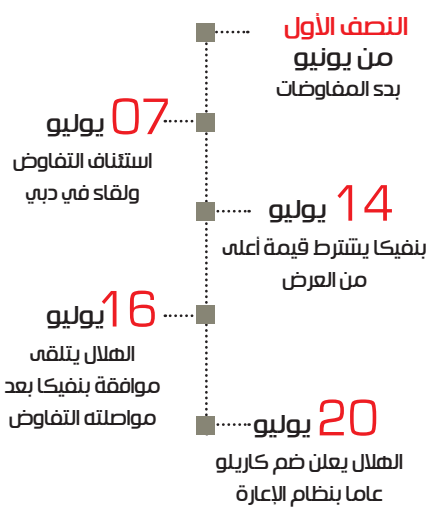 النصف الأول
من يونيو
بدء المفاوضات
07 يوليو
استئناف التفاوض
ولقاء في دبي
14 يوليو
بنفيكا يشترط قيمة أعلى
من العرض
16 يوليو
الهلال يتلقى
موافقة بنفيكا بعد
مواصلته التفاوض
20 يوليو
الهلال يعلن ضم كاريلو
عاما بنظام الإعارة